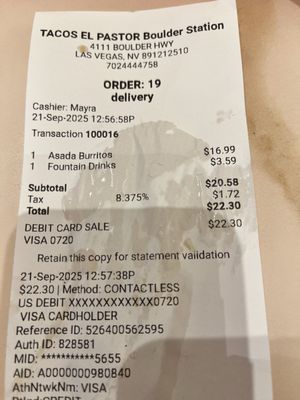 TACOS EL PASTOR Boulder Station
4111 BOULDER HWY
LAS VEGAS, NV 891212510
7024444758
ORDER: 19
delivery
Cashier: Mayra
21-Sep-2025 12:56:58P
Transaction 100016
1 Asada Burritos $16.99
1 Fountain Drinks $3.59
Subtotal $20.58
Tax 8.375% $1.72
Total $22.30
DEBIT CARD SALE $22.30
VISA 0720
Retain this copy for statement validation
21-Sep-2025 12:57:38P
$22.30 | Method: CONTACTLESS
US DEBIT XXXXXXXXXXXX0720
VISA CARDHOLDER
Reference ID: 526400562595
Auth ID: 828581
MID: ***********5655
AID: A0000000980840
AthNtwkNm: VISA